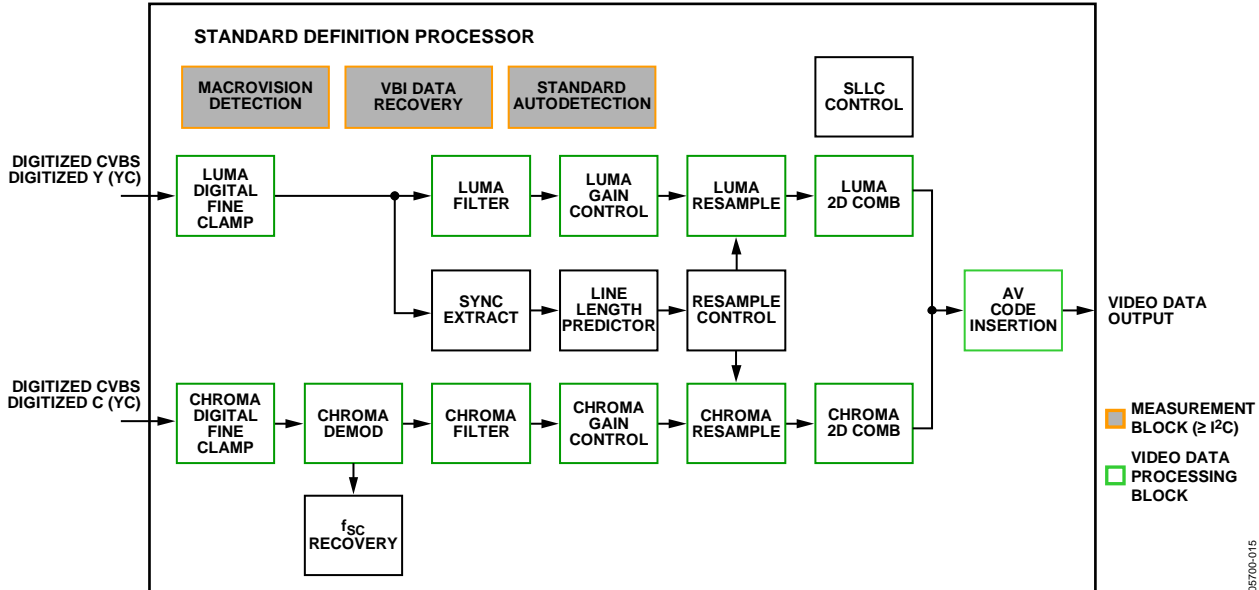 STANDARD DEFINITION PROCESSOR
MACROVISION
DETECTION
VBI DATA
RECOVERY
STANDARD
AUTODETECTION
SLLC
CONTROL
DIGITIZED CVBS
DIGITIZED Y (YC)
LUMA
DIGITAL
FINE
CLAMP
LUMA
FILTER
LUMA
GAIN
CONTROL
LUMA
RESAMPLE
LUMA
2D COMB
SYNC
EXTRACT
LINE
LENGTH
PREDICTOR
RESAMPLE
CONTROL
AV
CODE
INSERTION
VIDEO DATA
OUTPUT
DIGITIZED CVBS
DIGITIZED C (YC)
CHROMA
DIGITAL
FINE
CLAMP
CHROMA
DEMOD
CHROMA
FILTER
CHROMA
GAIN
CONTROL
CHROMA
RESAMPLE
CHROMA
2D COMB
fSC
RECOVERY
MEASUREMENT
BLOCK (≥ I²C)
VIDEO DATA
PROCESSING
BLOCK
05700-015